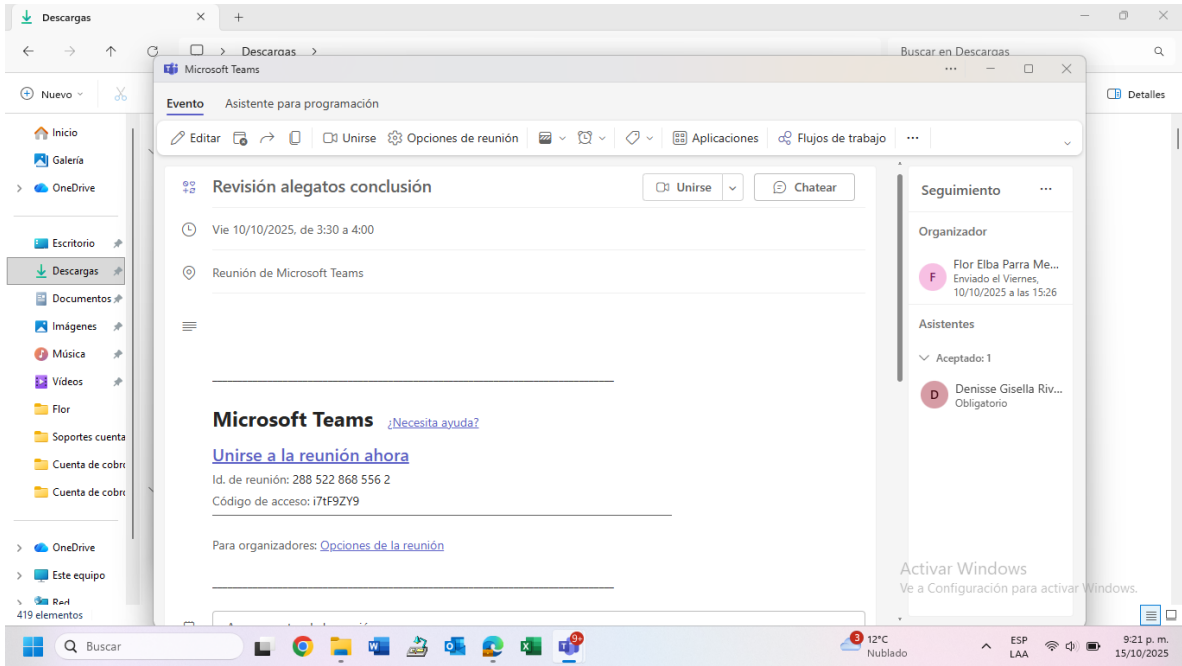 Descargas
Descargas
Buscar en Descargas
Nuevo
Detalles
Inicio
Galería
OneDrive
Escritorio
Descargas
Documentos
Imágenes
Música
Vídeos
Flor
Soportes cuenta
Cuenta de cobro
Cuenta de cobro
OneDrive
Este equipo
Red
419 elementos
Microsoft Teams
Evento Asistente para programación
Editar Unirse Opciones de reunión Aplicaciones Flujos de trabajo
Revisión alegatos conclusión
Unirse Chatear
Vie 10/10/2025, de 3:30 a 4:00
Reunión de Microsoft Teams
Microsoft Teams ¿Necesita ayuda?
Unirse a la reunión ahora
Id. de reunión: 288 522 868 556 2
Código de acceso: i7tF9ZY9
Para organizadores: Opciones de la reunión
Seguimiento
Organizador
F
Flor Elba Parra Me...
Enviado el Viernes,
10/10/2025 a las 15:26
Asistentes
Aceptado: 1
D
Denisse Gisella Riv...
Obligatorio
Activar Windows
Ve a Configuración para activar Windows.
Buscar
9+
3
12°C
Nublado
ESP
LAA
9:21 p. m.
15/10/2025